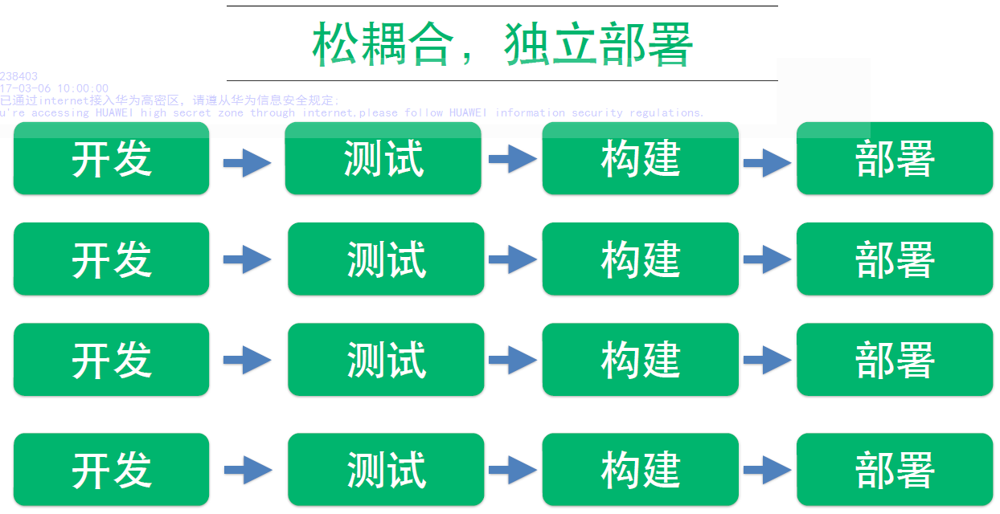 松耦合，独立部署
238403
17-03-06 10:00:00
已通过internet接入华为高密区，请遵从华为信息安全规定;
u're accessing HUAWEI high secret zone through internet,please follow HUAWEI information security regulations.
开发 测试 构建 部署
开发 测试 构建 部署
开发 测试 构建 部署
开发 测试 构建 部署